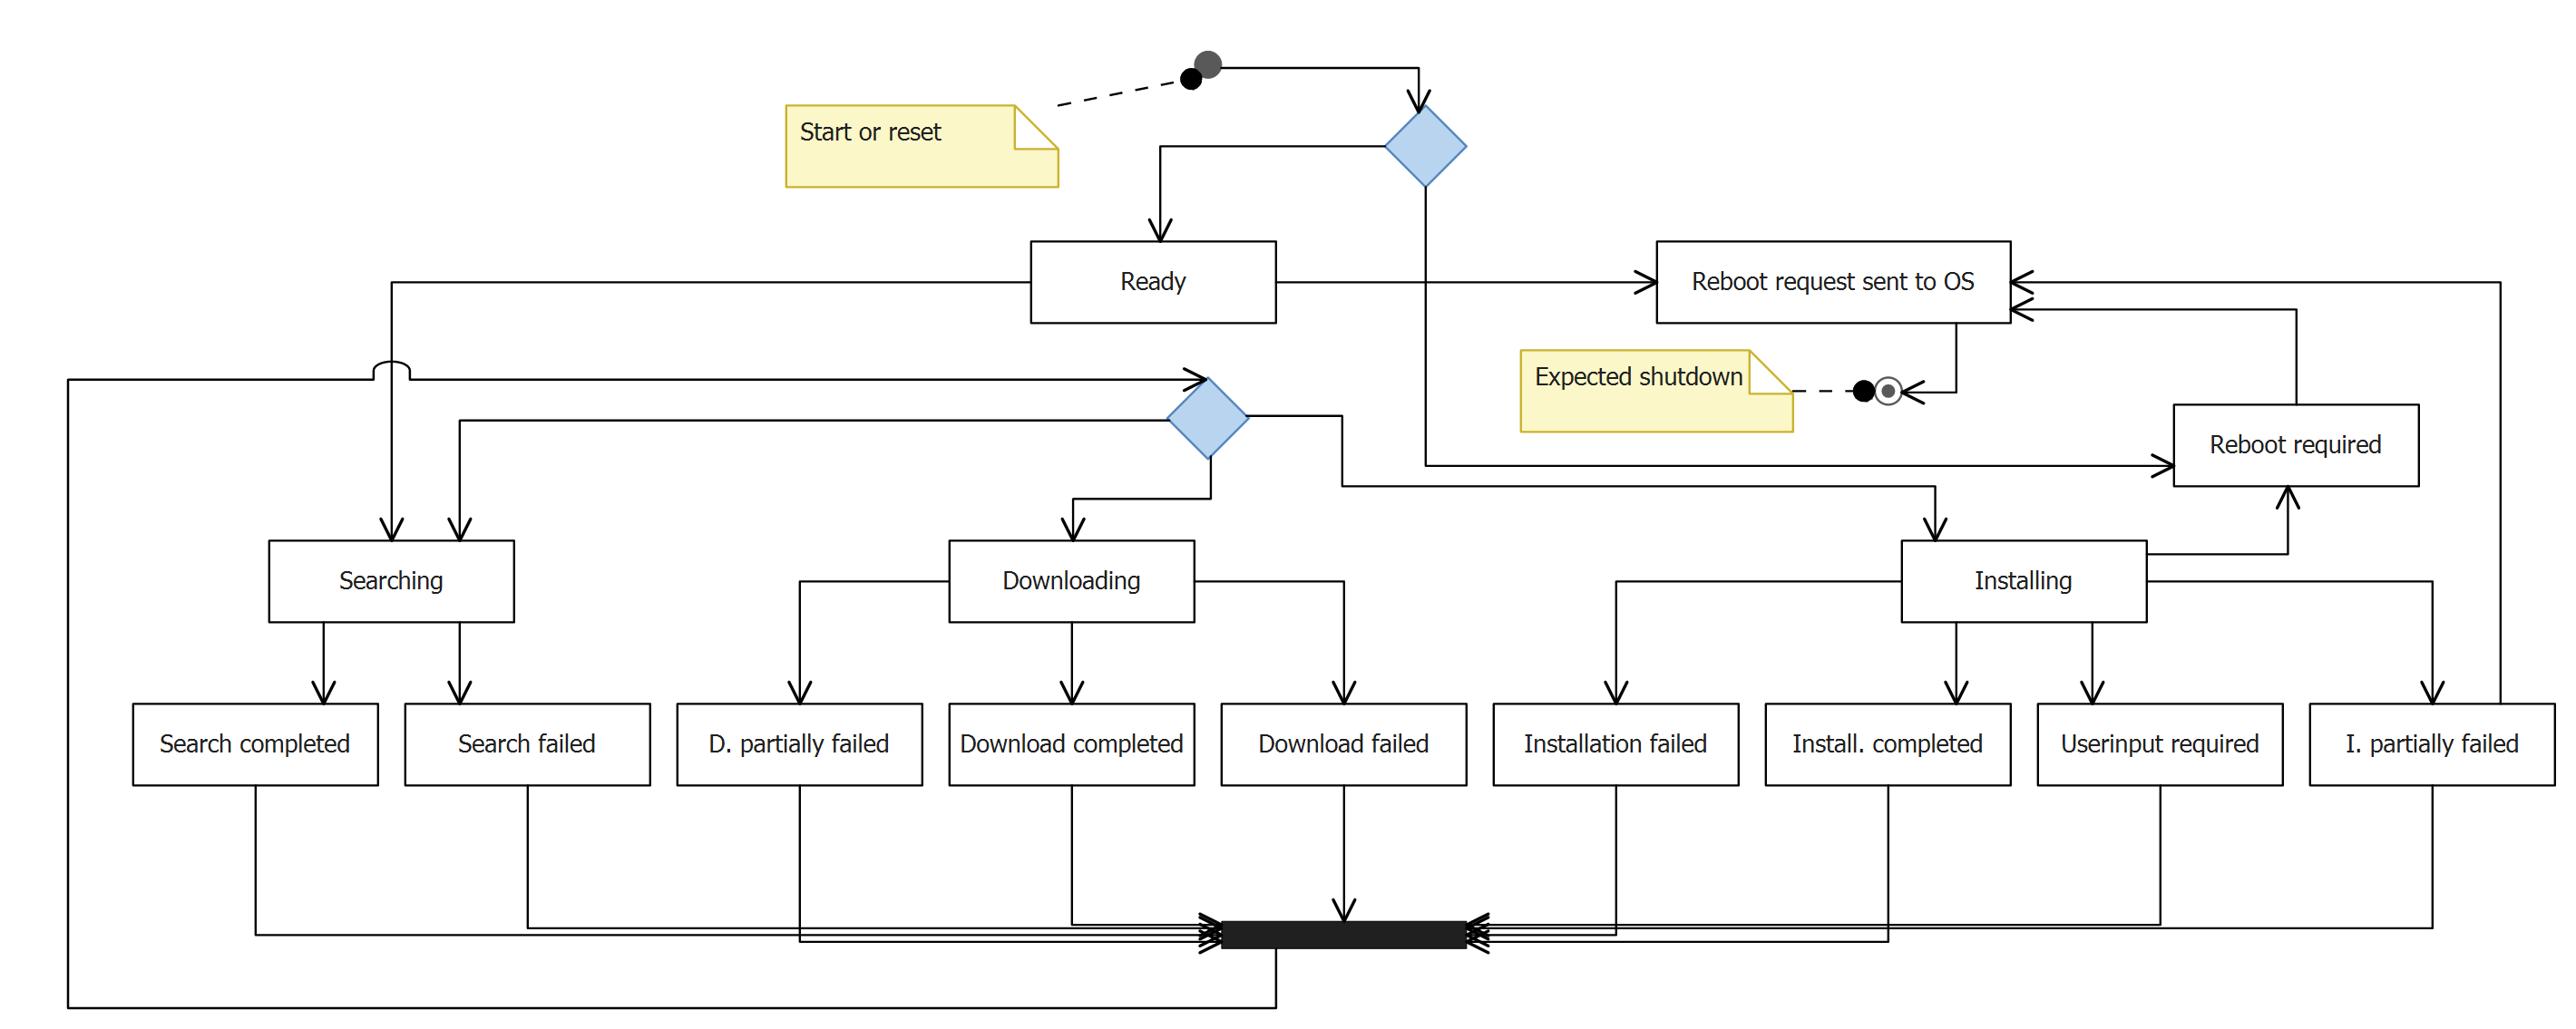 Start or reset
Ready
Reboot request sent to OS
Expected shutdown
Reboot required
Searching
Downloading
Installing
Search completed
Search failed
D. partially failed
Download completed
Download failed
Installation failed
Install. completed
Userinput required
I. partially failed